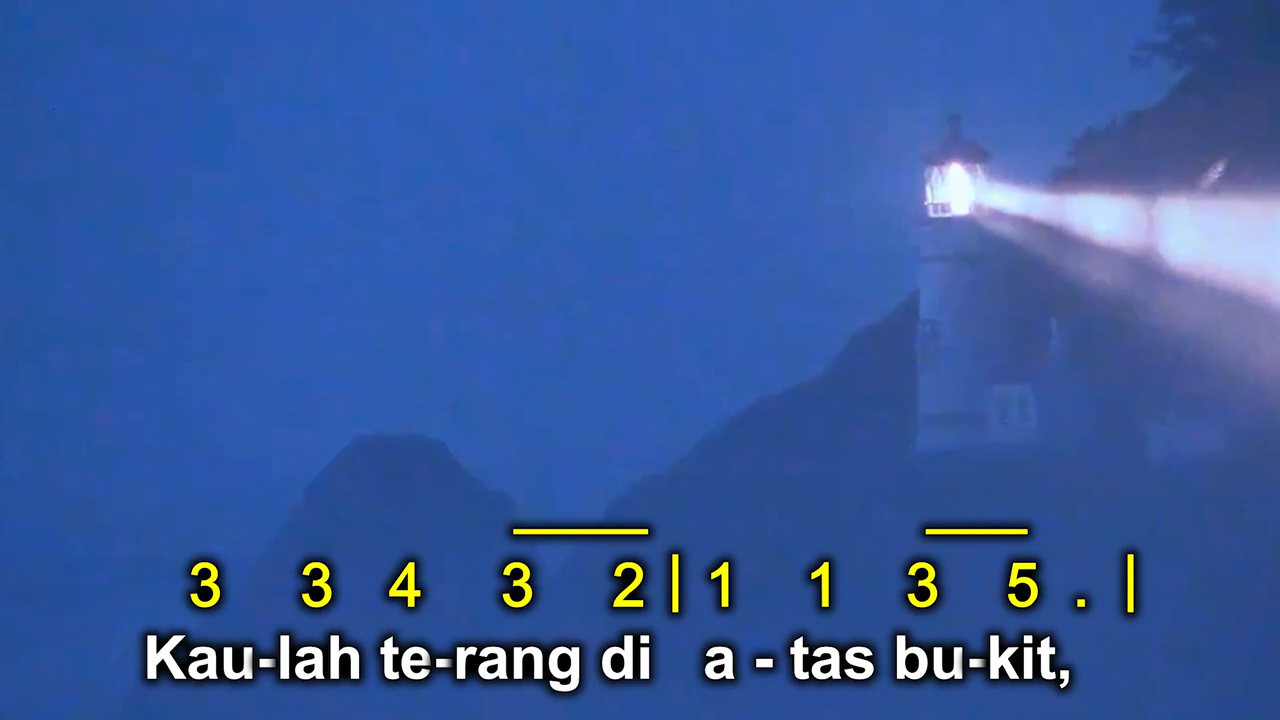 3 3 4 3 2 | 1 1 3 5 . |
Kau-lah te-rang di a - tas bu-kit,